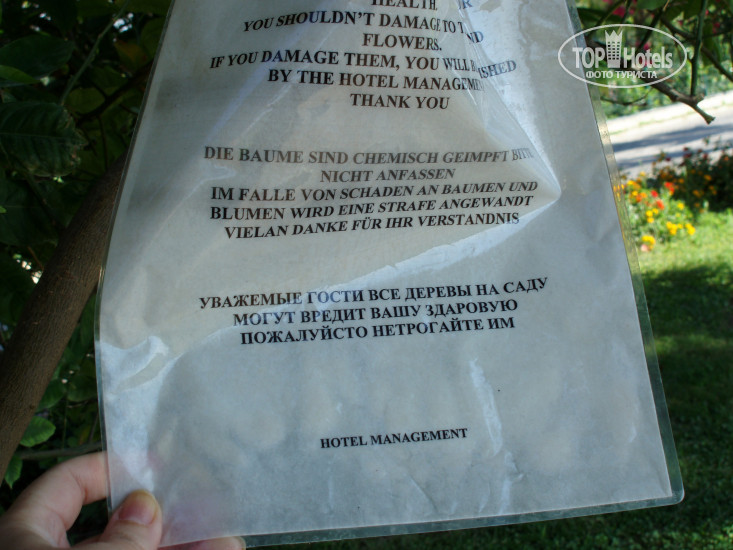 HEALTH
YOU SHOULDN'T DAMAGE TO
FLOWERS.
IF YOU DAMAGE THEM, YOU WILL
BY THE HOTEL MANAGEMEN
THANK YOU
DIE BAUME SIND CHEMISCH GEIMPFT BITTE
NICHT ANFASSEN
IM FALLE VON SCHADEN AN BAUMEN UND
BLUMEN WIRD EINE STRAFE ANGEWANDT
VIELAN DANKE FÜR IHR VERSTANDNIS
УВАЖЕМЫЕ ГОСТИ ВСЕ ДЕРЕВЫ НА САДУ
МОГУТ ВРЕДИТ ВАШУ ЗДАРОВУЮ
ПОЖАЛУЙСТО НЕТРОГАЙТЕ ИМ
HOTEL MANAGEMENT
TOP Hotels
ФОТО ТУРИСТА